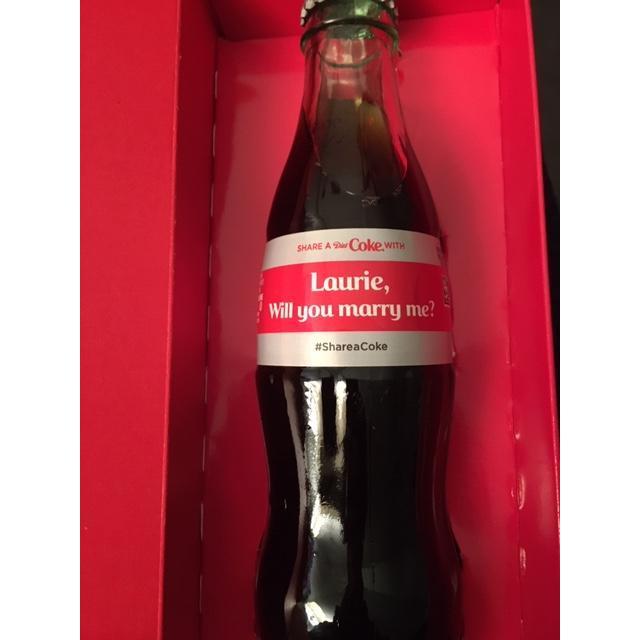 SHARE A Diet Coke WITH
Laurie,
Will you marry me?
#ShareaCoke